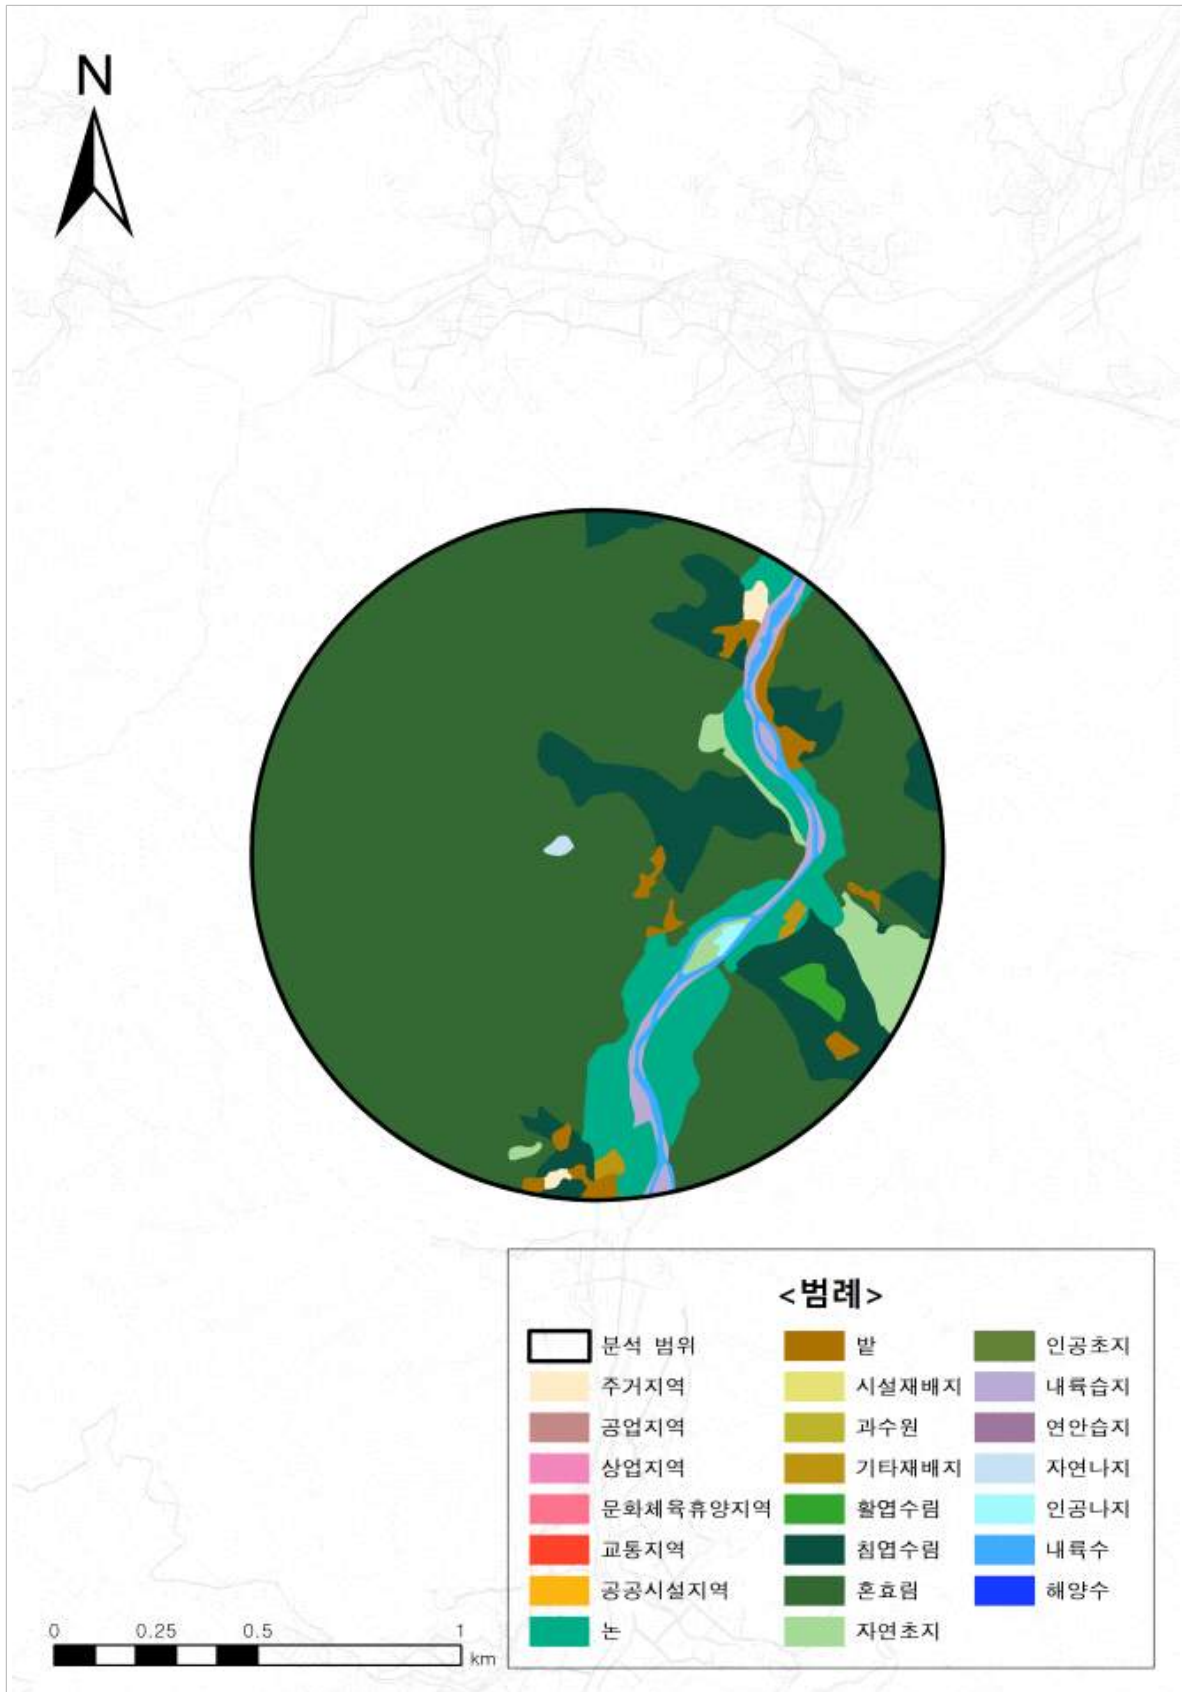 N
<범례>
분석 범위
주거지역
공업지역
상업지역
문화체육휴양지역
교통지역
공공시설지역
논
밭
시설재배지
과수원
기타재배지
활엽수림
침엽수림
혼효림
자연초지
인공초지
내륙습지
연안습지
자연나지
인공나지
내륙수
해양수
0 0.25 0.5 1
km